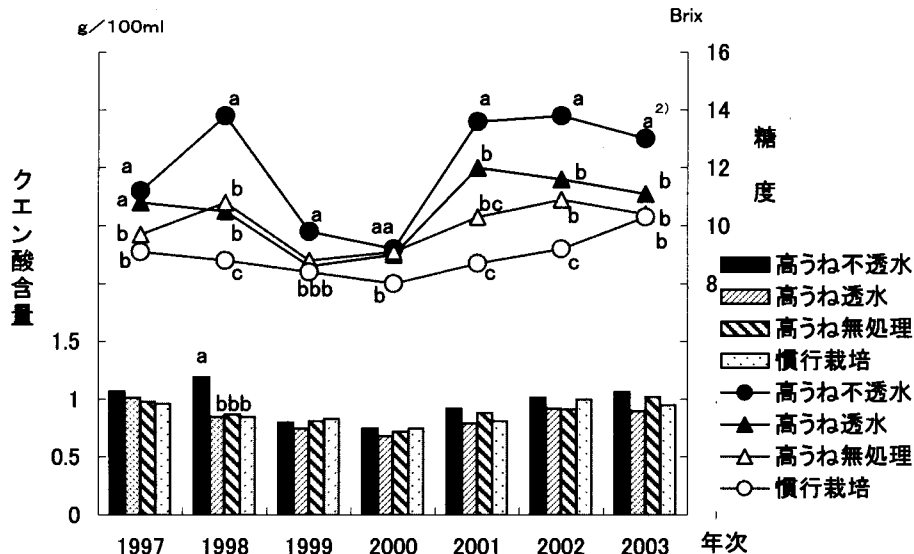 g/100ml
Brix
クエン酸含量
糖度
16
14
12
10
8
1.5
1
0.5
0
a
a
a
aa
a
a
a 2)
a
b
b
b
b
b
b
bc
b
b
b
c
bbb
b
c
c
b
a
bbb
高うね不透水
高うね透水
高うね無処理
慣行栽培
高うね不透水
高うね透水
高うね無処理
慣行栽培
1997 1998 1999 2000 2001 2002 2003 年次